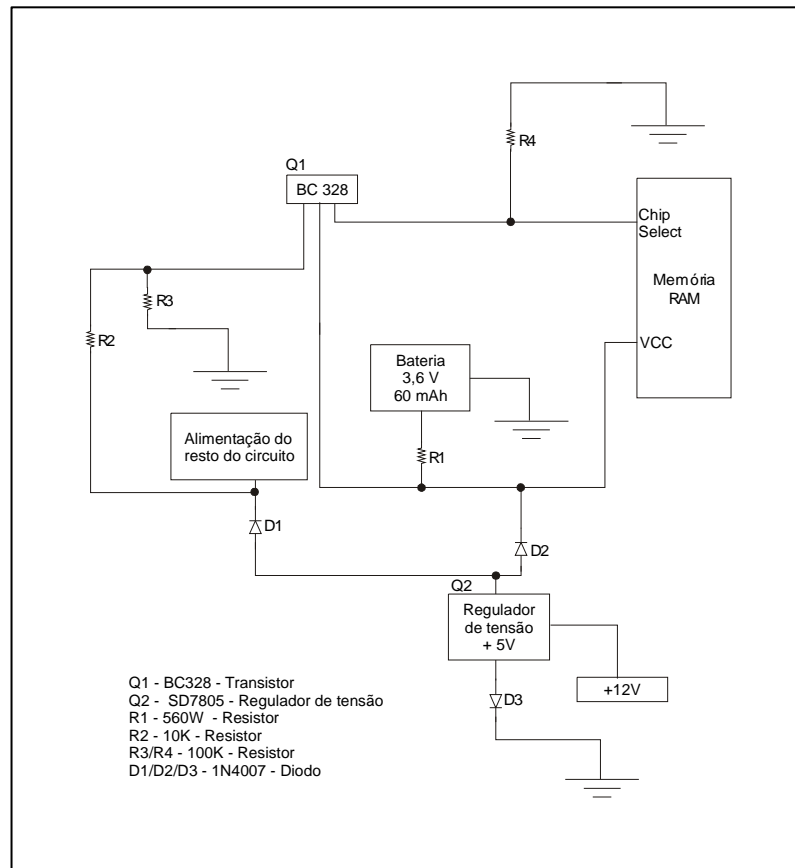 R4
Q1
BC 328
Chip
Select
Memória
RAM
R3
R2
Bateria
3,6 V
60 mAh
VCC
Alimentação do
resto do circuito
R1
D1
D2
Q2
Regulador
de tensão
+ 5V
+12V
D3
Q1 - BC328 - Transistor
Q2 - SD7805 - Regulador de tensão
R1 - 560W - Resistor
R2 - 10K - Resistor
R3/R4 - 100K - Resistor
D1/D2/D3 - 1N4007 - Diodo